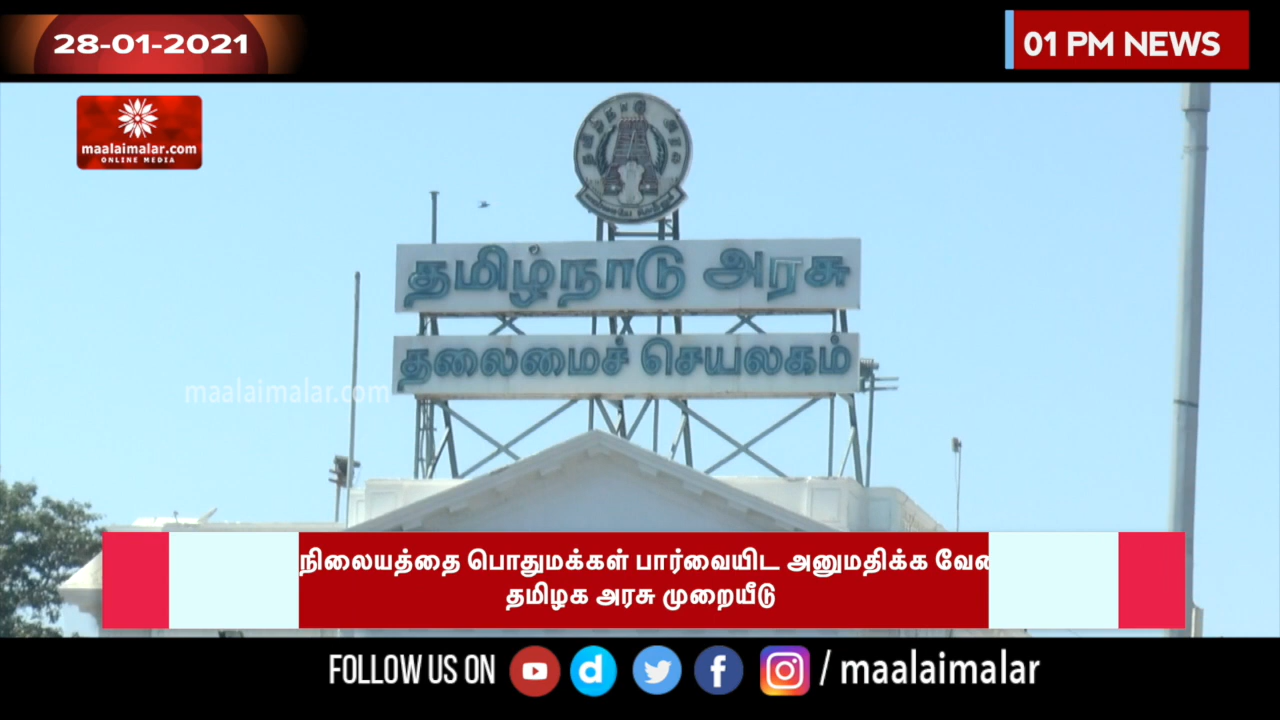 28-01-2021
01 PM NEWS
maalaimalar.com
ONLINE MEDIA
தமிழ்நாடு அரசு
தலைமைச் செயலகம்
maalaimalar.com
நிலையத்தை பொதுமக்கள் பார்வையிட அனுமதிக்க
தமிழக அரசு முறையீடு
FOLLOW US ON / maalaimalar